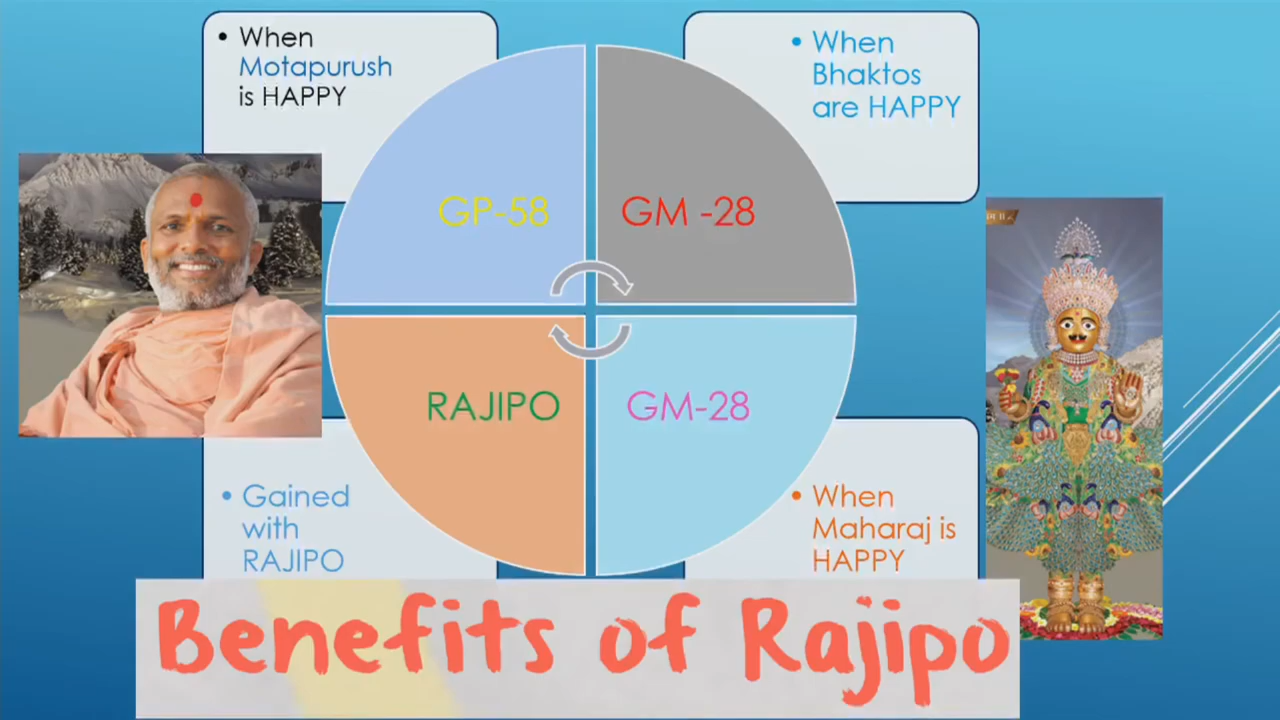 • When
Motapurush
is HAPPY
• When
Bhaktos
are HAPPY
GP-58
GM -28
RAJIPO
GM-28
• Gained
with
RAJIPO
• When
Maharaj is
HAPPY
Benefits of Rajipo